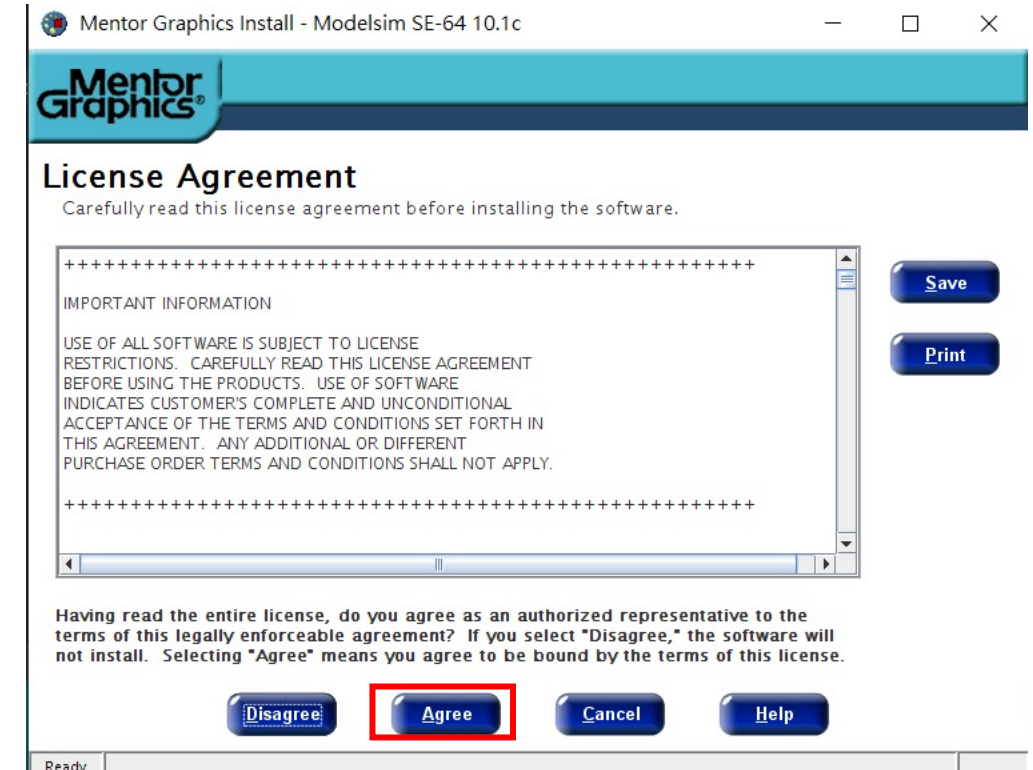 Mentor Graphics Install - Modelsim SE-64 10.1c
Mentor
Graphics®
License Agreement
Carefully read this license agreement before installing the software.
++++++++++++++++++++++++++++++++++++++++++++++++++++
IMPORTANT INFORMATION
USE OF ALL SOFTWARE IS SUBJECT TO LICENSE
RESTRICTIONS.  CAREFULLY READ THIS LICENSE AGREEMENT
BEFORE USING THE PRODUCTS.  USE OF SOFTWARE
INDICATES CUSTOMER'S COMPLETE AND UNCONDITIONAL
ACCEPTANCE OF THE TERMS AND CONDITIONS SET FORTH IN
THIS AGREEMENT.  ANY ADDITIONAL OR DIFFERENT
PURCHASE ORDER TERMS AND CONDITIONS SHALL NOT APPLY.
++++++++++++++++++++++++++++++++++++++++++++++++++++
Save
Print
Having read the entire license, do you agree as an authorized representative to the
terms of this legally enforceable agreement?  If you select "Disagree," the software will
not install.  Selecting "Agree" means you agree to be bound by the terms of this license.
Disagree Agree Cancel Help
Ready